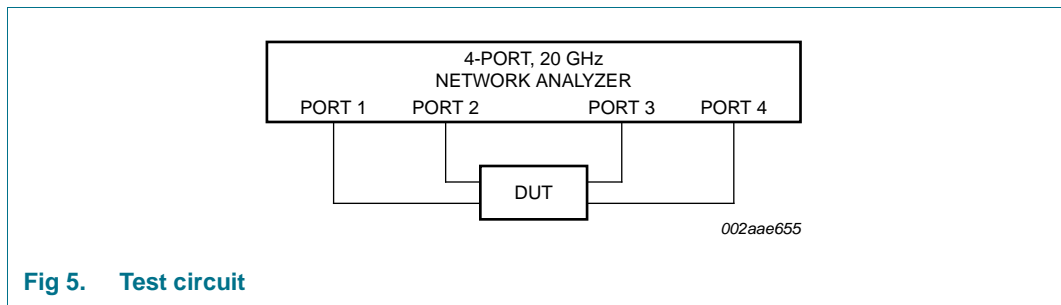 4-PORT, 20 GHz
NETWORK ANALYZER
PORT 1 PORT 2 PORT 3 PORT 4
DUT
002aae655
Fig 5. Test circuit